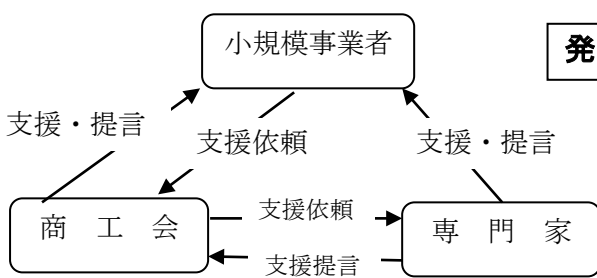 小規模事業者
発
支援・提言
支援依頼
支援・提言
商　工　会
支援依頼
専　門　家
支援提言